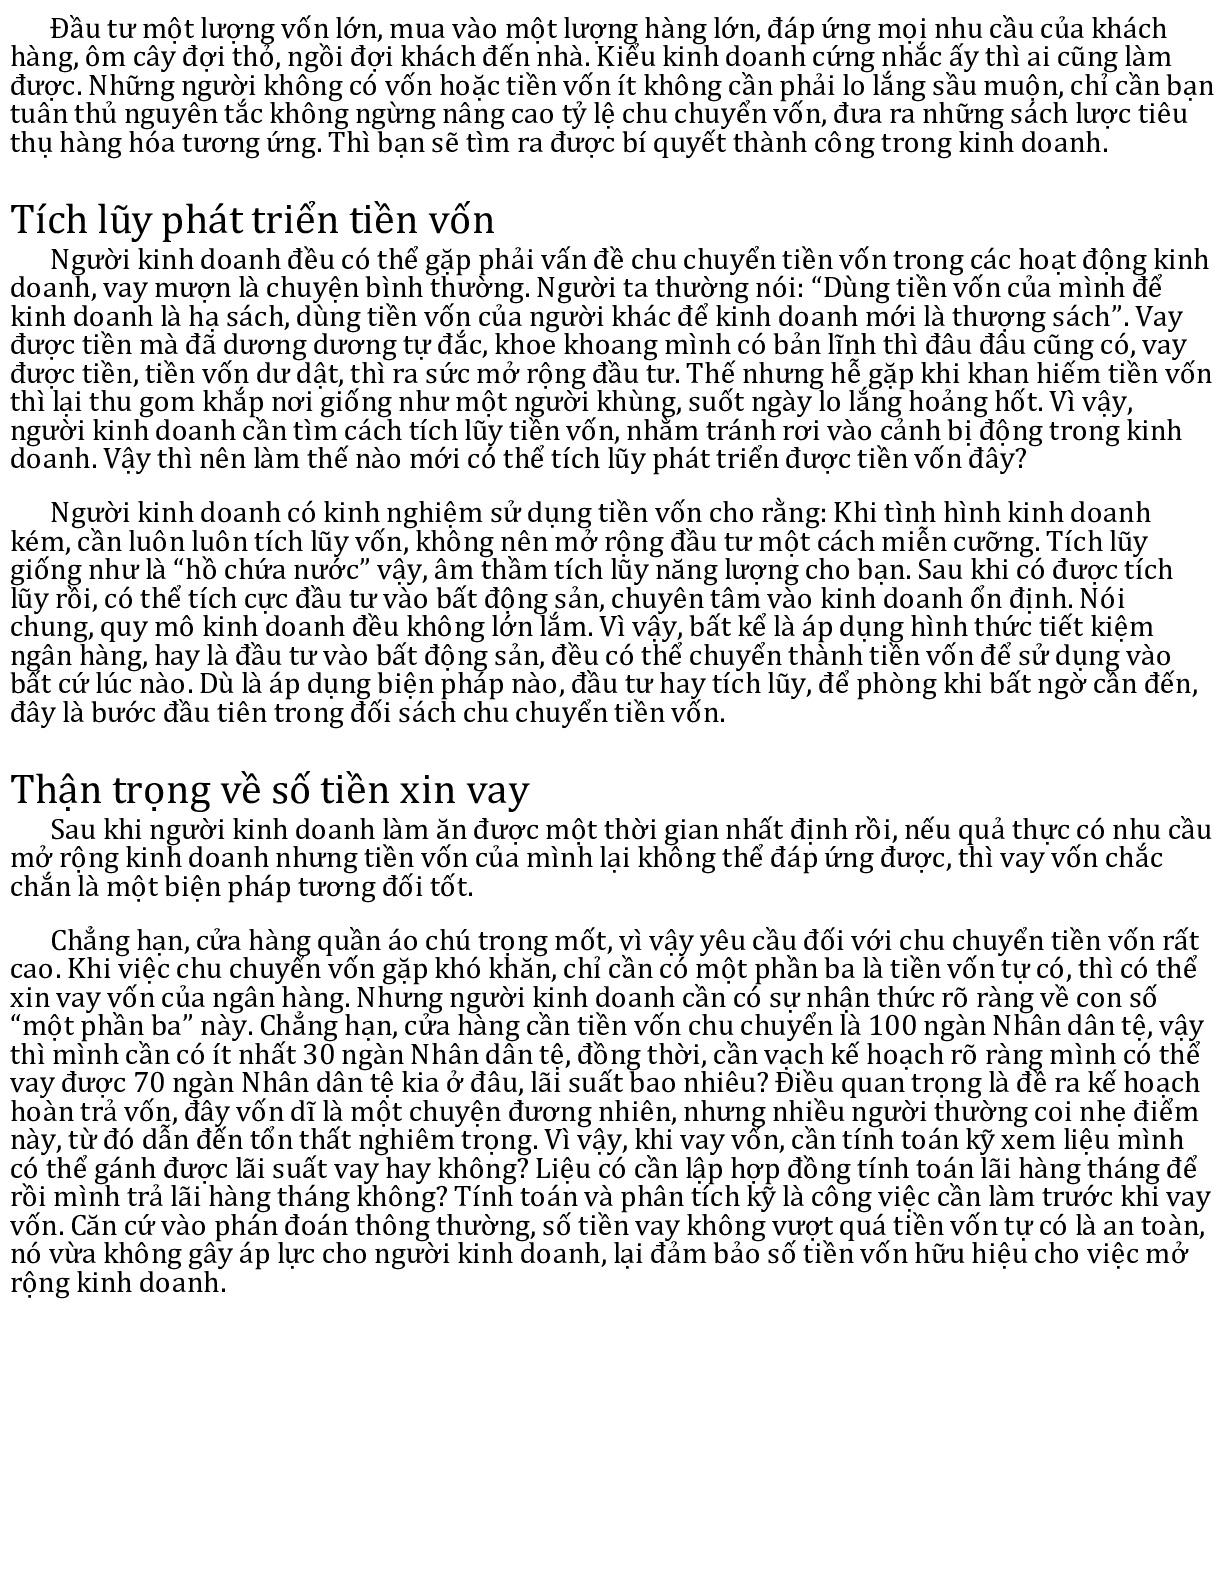 Đầu tư một lượng vốn lớn, mua vào một lượng hàng lớn, đáp ứng mọi nhu cầu của khách
hàng, ôm cây đợi thỏ, ngồi đợi khách đến nhà. Kiểu kinh doanh cứng nhắc ấy thì ai cũng làm
được. Những người không có vốn hoặc tiền vốn ít không cần phải lo lắng sầu muộn, chỉ cần bạn
tuân thủ nguyên tắc không ngừng nâng cao tỷ lệ chu chuyển vốn, đưa ra những sách lược tiêu
thụ hàng hóa tương ứng. Thì bạn sẽ tìm ra được bí quyết thành công trong kinh doanh.
Tích lũy phát triển tiền vốn
Người kinh doanh đều có thể gặp phải vấn đề chu chuyển tiền vốn trong các hoạt động kinh
doanh, vay mượn là chuyện bình thường. Người ta thường nói: “Dùng tiền vốn của mình để
kinh doanh là hạ sách, dùng tiền vốn của người khác để kinh doanh mới là thượng sách”. Vay
được tiền mà đã dương dương tự đắc, khoe khoang mình có bản lĩnh thì đâu đâu cũng có, vay
được tiền, tiền vốn dư dật, thì ra sức mở rộng đầu tư. Thế nhưng hễ gặp khi khan hiếm tiền vốn
thì lại thu gom khắp nơi giống như một người khùng, suốt ngày lo lắng hoảng hốt. Vì vậy,
người kinh doanh cần tìm cách tích lũy tiền vốn, nhằm tránh rơi vào cảnh bị động trong kinh
doanh. Vậy thì nên làm thế nào mới có thể tích lũy phát triển được tiền vốn đây?
Người kinh doanh có kinh nghiệm sử dụng tiền vốn cho rằng: Khi tình hình kinh doanh
kém, cần luôn luôn tích lũy vốn, không nên mở rộng đầu tư một cách miễn cưỡng. Tích lũy
giống như là “hồ chứa nước” vậy, âm thầm tích lũy năng lượng cho bạn. Sau khi có được tích
lũy rồi, có thể tích cực đầu tư vào bất động sản, chuyên tâm vào kinh doanh ổn định. Nói
chung, quy mô kinh doanh đều không lớn lắm. Vì vậy, bất kể là áp dụng hình thức tiết kiệm
ngân hàng, hay là đầu tư vào bất động sản, đều có thể chuyển thành tiền vốn để sử dụng vào
bất cứ lúc nào. Dù là áp dụng biện pháp nào, đầu tư hay tích lũy, để phòng khi bất ngờ cần đến,
đây là bước đầu tiên trong đối sách chu chuyển tiền vốn.
Thận trọng về số tiền xin vay
Sau khi người kinh doanh làm ăn được một thời gian nhất định rồi, nếu quả thực có nhu cầu
mở rộng kinh doanh nhưng tiền vốn của mình lại không thể đáp ứng được, thì vay vốn chắc
chắn là một biện pháp tương đối tốt.
Chẳng hạn, cửa hàng quần áo chú trọng mốt, vì vậy yêu cầu đối với chu chuyển tiền vốn rất
cao. Khi việc chu chuyển vốn gặp khó khăn, chỉ cần có một phần ba là tiền vốn tự có, thì có thể
xin vay vốn của ngân hàng. Nhưng người kinh doanh cần có sự nhận thức rõ ràng về con số
“một phần ba” này. Chẳng hạn, cửa hàng cần tiền vốn chu chuyển là 100 ngàn Nhân dân tệ, vậy
thì mình cần có ít nhất 30 ngàn Nhân dân tệ, đồng thời, cần vạch kế hoạch rõ ràng mình có thể
vay được 70 ngàn Nhân dân tệ kia ở đâu, lãi suất bao nhiêu? Điều quan trọng là đề ra kế hoạch
hoàn trả vốn, đây vốn dĩ là một chuyện đương nhiên, nhưng nhiều người thường coi nhẹ điểm
này, từ đó dẫn đến tổn thất nghiêm trọng. Vì vậy, khi vay vốn, cần tính toán kỹ xem liệu mình
có thể gánh được lãi suất vay hay không? Liệu có cần lập hợp đồng tính toán lãi hàng tháng để
rồi mình trả lãi hàng tháng không? Tính toán và phân tích kỹ là công việc cần làm trước khi vay
vốn. Căn cứ vào phán đoán thông thường, số tiền vay không vượt quá tiền vốn tự có là an toàn,
nó vừa không gây áp lực cho người kinh doanh, lại đảm bảo số tiền vốn hữu hiệu cho việc mở
rộng kinh doanh.